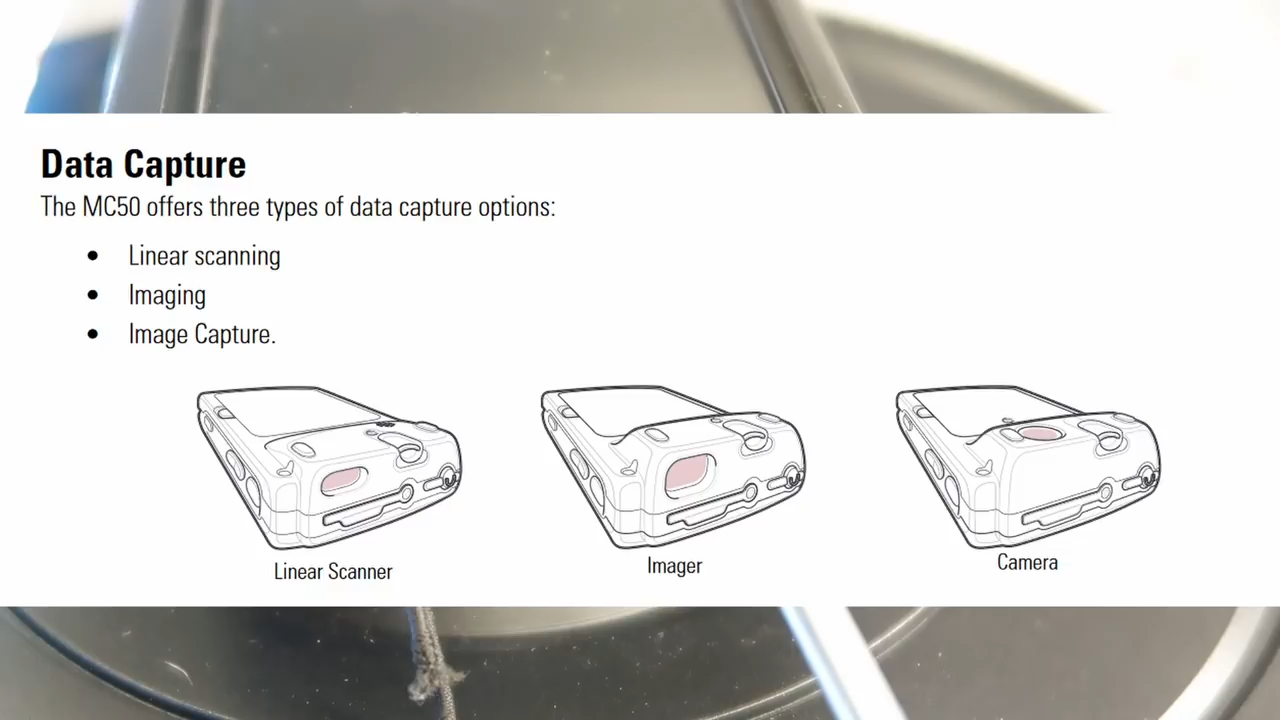 Data Capture
The MC50 offers three types of data capture options:
• Linear scanning
• Imaging
• Image Capture.
Linear Scanner
Imager
Camera